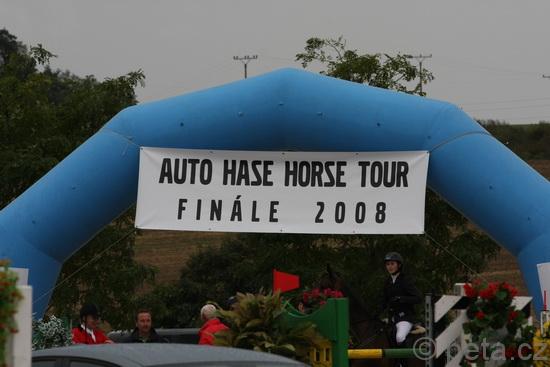 AUTO HASE HORSE TOUR
FINÁLE 2008
© peta.cz